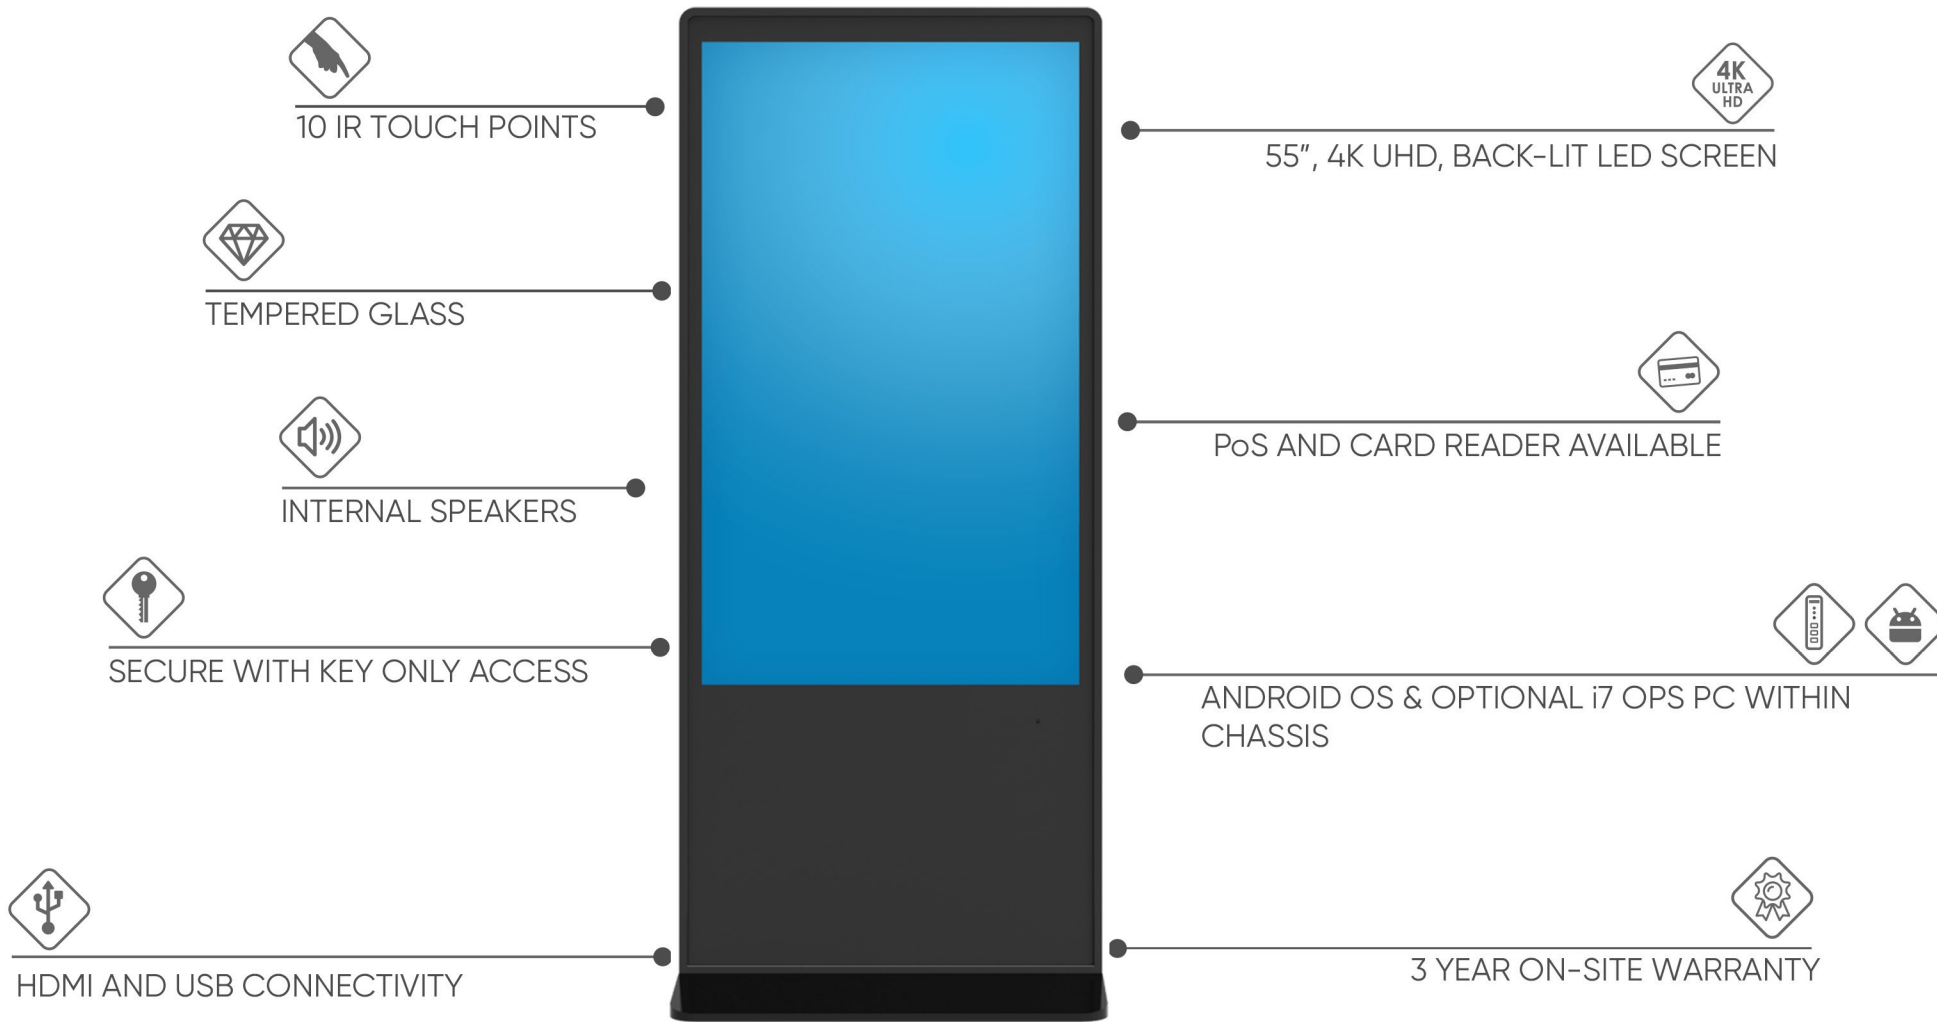 10 IR TOUCH POINTS
TEMPERED GLASS
INTERNAL SPEAKERS
SECURE WITH KEY ONLY ACCESS
HDMI AND USB CONNECTIVITY
4K
ULTRA
HD
55", 4K UHD, BACK-LIT LED SCREEN
PoS AND CARD READER AVAILABLE
ANDROID OS & OPTIONAL i7 OPS PC WITHIN
CHASSIS
3 YEAR ON-SITE WARRANTY